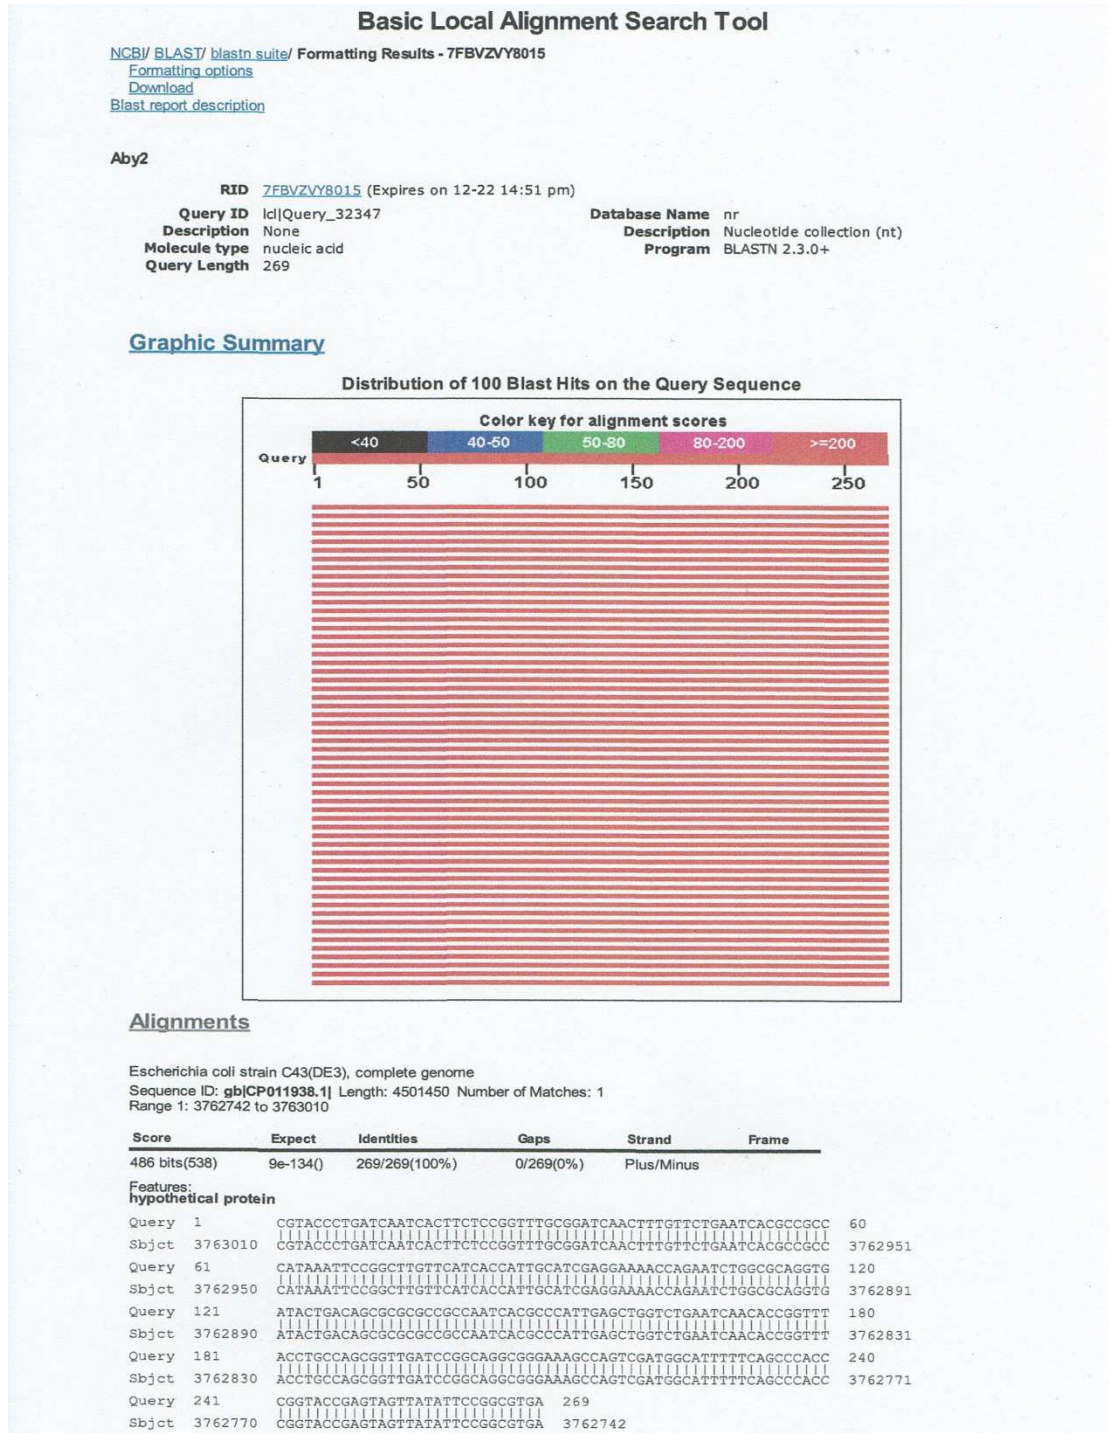 Basic Local Alignment Search Tool
NCBI/ BLAST/ blastn suite/ Formatting Results - 7FBVZVY8015
Formatting options
Download
Blast report description
Aby2
RID 7FBVZVY8015 (Expires on 12-22 14:51 pm)
Query ID lcl|Query_32347 Database Name nr
Description None Description Nucleotide collection (nt)
Molecule type nucleic acid Program BLASTN 2.3.0+
Query Length 269
Graphic Summary
Distribution of 100 Blast Hits on the Query Sequence
Color key for alignment scores
<40 40-50 50-80 80-200 >=200
Query
1 50 100 150 200 250
Alignments
Escherichia coli strain C43(DE3), complete genome
Sequence ID: gb|CP011938.1| Length: 4501450 Number of Matches: 1
Range 1: 3762742 to 3763010
Score Expect Identities Gaps Strand Frame
486 bits(538) 9e-134() 269/269(100%) 0/269(0%) Plus/Minus
Features:
hypothetical protein
Query 1 CGTACCCTGATCAATCACTTCTCCGGTTTGCGGATCAACTTTGTTCTGAATCACGCCGCC 60
Sbjct 3763010 CGTACCCTGATCAATCACTTCTCCGGTTTGCGGATCAACTTTGTTCTGAATCACGCCGCC 3762951
Query 61 CATAAATTCCGGCTTGTTCATCACCATTGCATCGAGGAAAACCAGAATCTGGCGCAGGTG 120
Sbjct 3762950 CATAAATTCCGGCTTGTTCATCACCATTGCATCGAGGAAAACCAGAATCTGGCGCAGGTG 3762891
Query 121 ATACTGACAGCGCGCGCCGCCAATCACGCCCATTGAGCTGGTCTGAATCAACACCGGTTT 180
Sbjct 3762890 ATACTGACAGCGCGCGCCGCCAATCACGCCCATTGAGCTGGTCTGAATCAACACCGGTTT 3762831
Query 181 ACCTGCCAGCGGTTGATCCGGCAGGCGGGAAAGCCAGTCGATGGCATTTTTCAGCCCACC 240
Sbjct 3762830 ACCTGCCAGCGGTTGATCCGGCAGGCGGGAAAGCCAGTCGATGGCATTTTTCAGCCCACC 3762771
Query 241 CGGTACCGAGTAGTTATATTCCGGCGTGA 269
Sbjct 3762770 CGGTACCGAGTAGTTATATTCCGGCGTGA 3762742